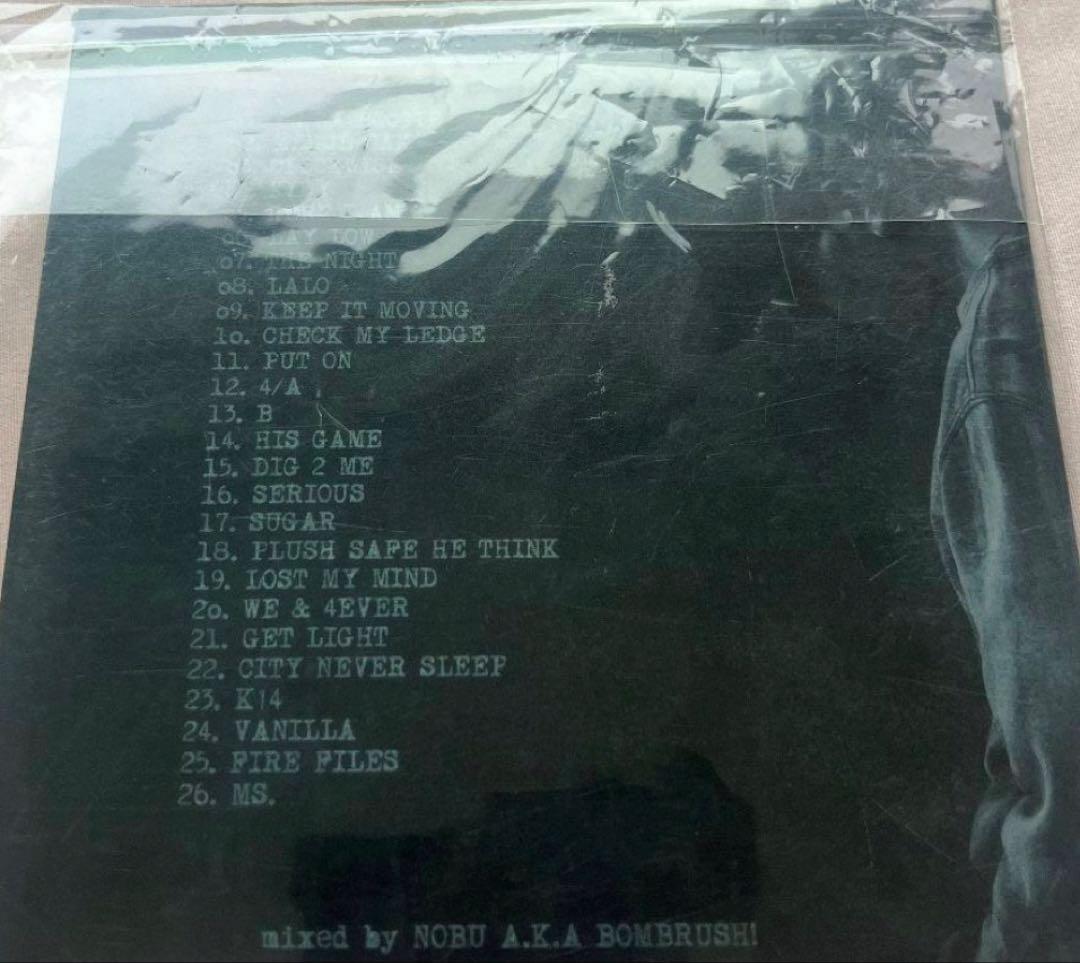 LAY LOW
07. THE NIGHT
08. LALO
09. KEEP IT MOVING
10. CHECK MY LEDGE
11. PUT ON
12. 4/A
13. B
14. HIS GAME
15. DIG 2 ME
16. SERIOUS
17. SUGAR
18. PLUSH SAFE HE THINK
19. LOST MY MIND
20. WE & 4EVER
21. GET LIGHT
22. CITY NEVER SLEEP
23. K14
24. VANILLA
25. FIRE FILES
26. MS.
mixed by NOBU A.K.A BOMBRUSH!